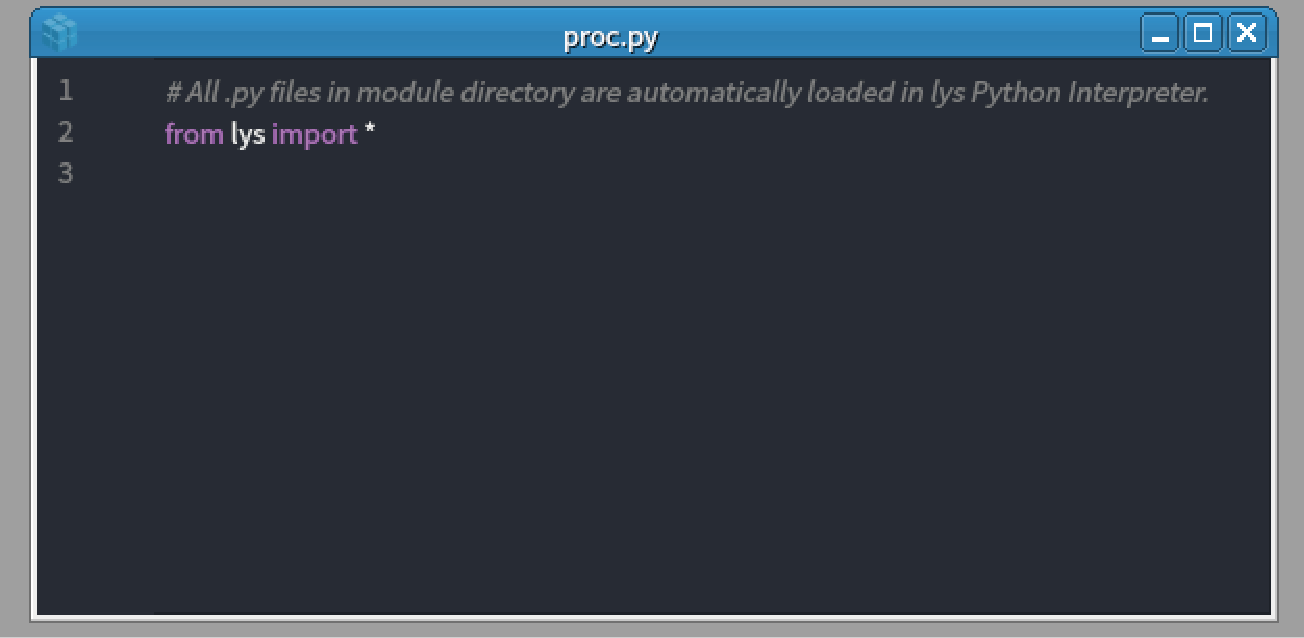 proc.py
1 # All .py files in module directory are automatically loaded in lys Python Interpreter.
2 from lys import *
3